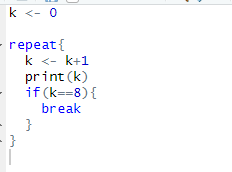 k <- 0

repeat{
  k <- k+1
  print(k)
  if(k==8){
    break
  }
}